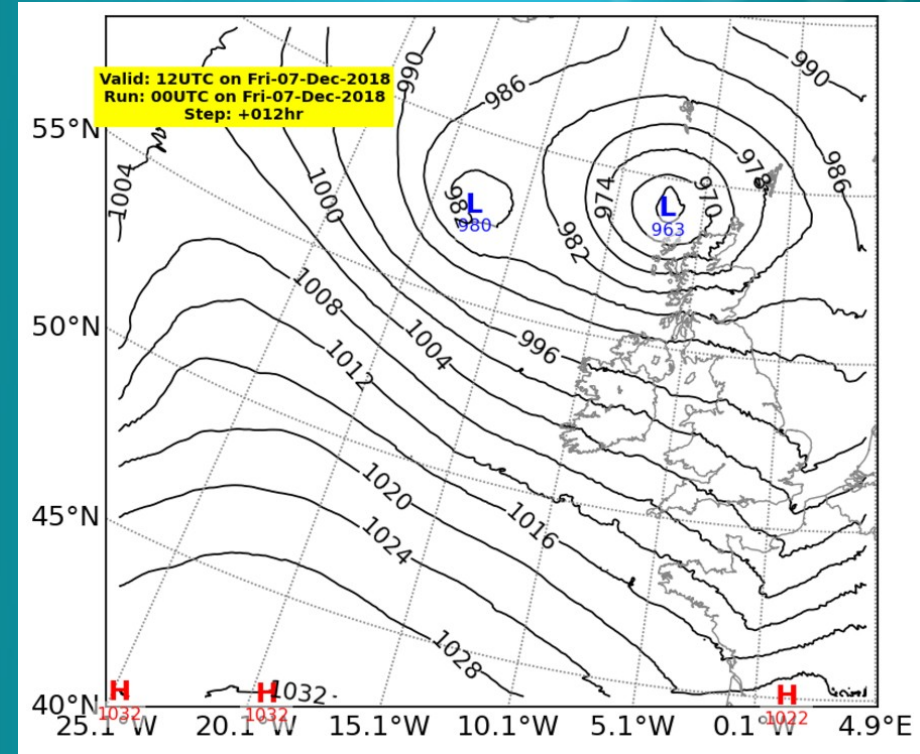 Valid: 12UTC on Fri-07-Dec-2018
Run: 00UTC on Fri-07-Dec-2018
Step: +012hr
990
990
986
986
55°N
1004
1000
982
L
980
974
970
978
L
963
982
50°N
1008
1004
996
1012
45°N
1020
1016
1024
1028
40°N
H
1032
H
1032
1032
H
1022
25.1°W
20.1°W
15.1°W
10.1°W
5.1°W
0.1°W
4.9°E